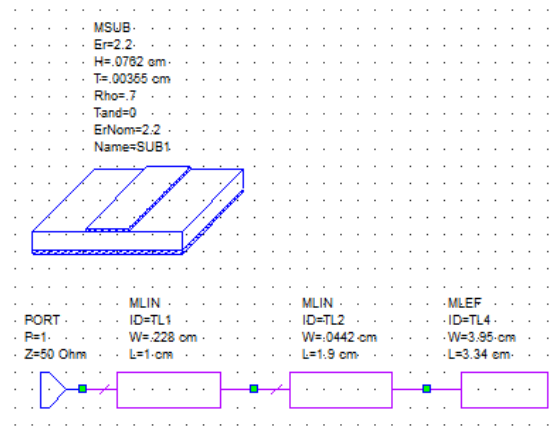 MSUB
Er=2.2
H=.0762 cm
T=.00355 cm
Rho=.7
Tand=0
ErNom=2.2
Name=SUB1
PORT
P=1
Z=50 Ohm
MLIN
ID=TL1
W=.228 cm
L=1 cm
MLIN
ID=TL2
W=.0442 cm
L=1.9 cm
MLEF
ID=TL4
W=3.95 cm
L=3.34 cm